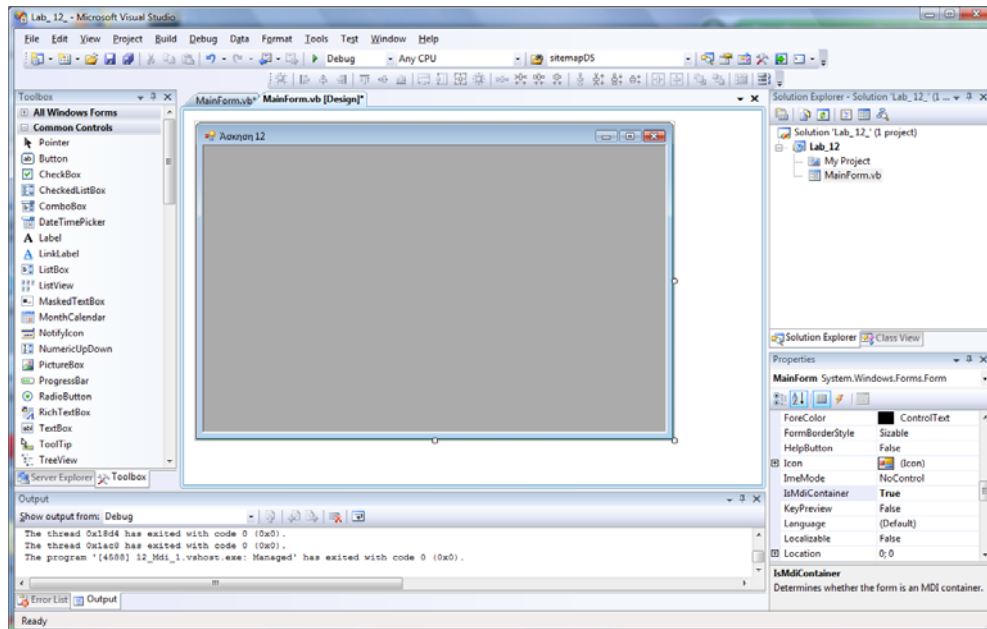 Lab_ 12_ - Microsoft Visual Studio
File Edit View Project Build Debug Data Format Tools Test Window Help
Debug Any CPU sitemapDS
Toolbox
All Windows Forms
Common Controls
Pointer
Button
CheckBox
CheckedListBox
ComboBox
DateTimePicker
Label
LinkLabel
ListBox
ListView
MaskedTextBox
MonthCalendar
NotifyIcon
NumericUpDown
PictureBox
ProgressBar
RadioButton
RichTextBox
TextBox
ToolTip
TreeView
Server Explorer Toolbox
MainForm.vb* MainForm.vb [Design]*
Άσκηση 12
Solution Explorer - Solution 'Lab_ 12_' (1 ...
Solution 'Lab_ 12_' (1 project)
Lab_12
My Project
MainForm.vb
Solution Explorer Class View
Properties
MainForm System.Windows.Forms.Form
ForeColor ControlText
FormBorderStyle Sizable
HelpButton False
Icon (Icon)
ImeMode NoControl
IsMdiContainer True
KeyPreview False
Language (Default)
Localizable False
Location 0; 0
IsMdiContainer
Determines whether the form is an MDI container.
Output
Show output from: Debug
The thread 0x18d4 has exited with code 0 (0x0).
The thread 0x1ac8 has exited with code 0 (0x0).
The program '[4588] 12_Mdi_1.vshost.exe: Managed' has exited with code 0 (0x0).
Error List Output
Ready